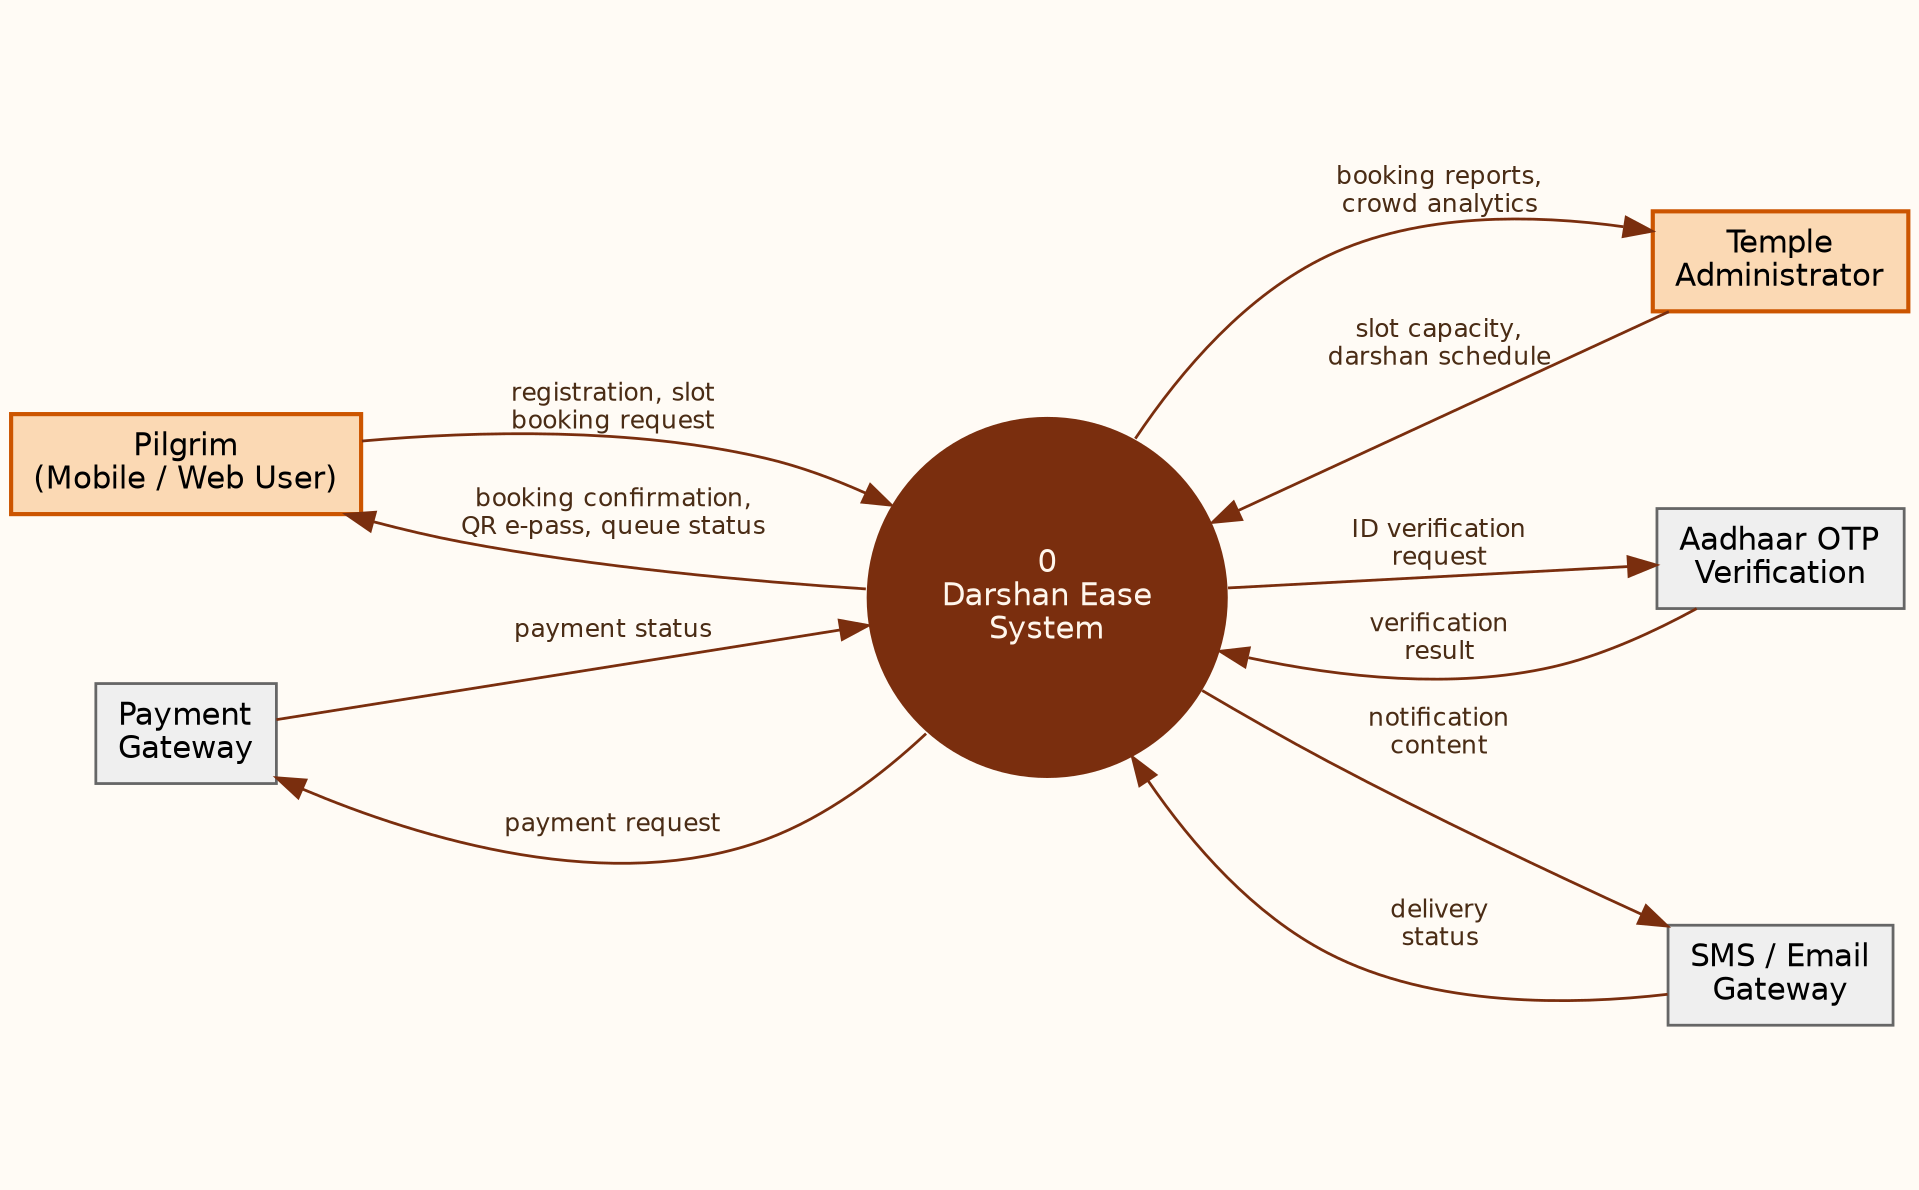 booking reports,
crowd analytics
Temple
Administrator
slot capacity,
darshan schedule
registration, slot
booking request
Pilgrim
(Mobile / Web User)
booking confirmation,
QR e-pass, queue status
ID verification
request
Aadhaar OTP
Verification
0
Darshan Ease
System
payment status
verification
result
Payment
Gateway
notification
content
payment request
delivery
status
SMS / Email
Gateway